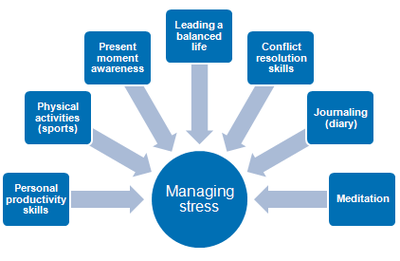 Leading a
balanced
life
Present
moment
awareness
Conflict
resolution
skills
Physical
activities
(sports)
Journaling
(diary)
Personal
productivity
skills
Managing
stress
Meditation